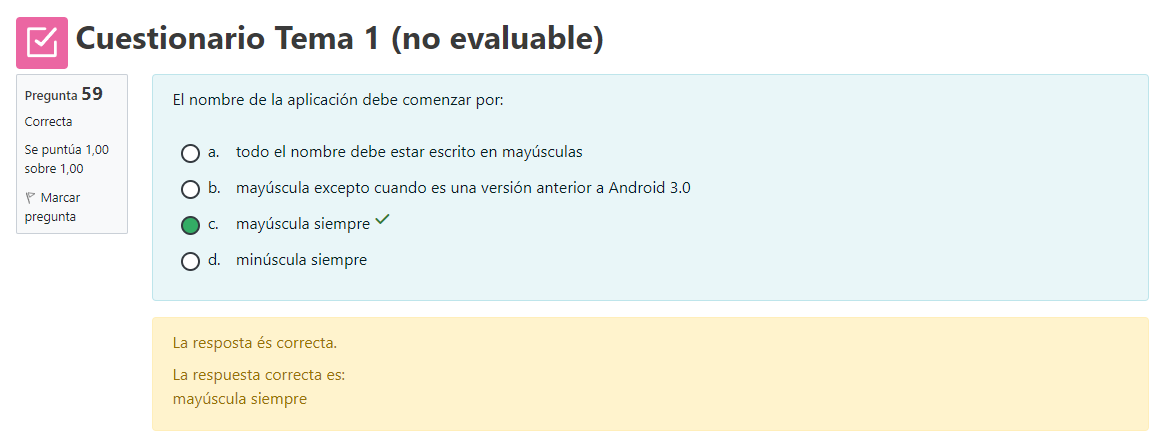 Cuestionario Tema 1 (no evaluable)
Pregunta 59
Correcta
Se puntúa 1,00
sobre 1,00
Marcar
pregunta
El nombre de la aplicación debe comenzar por:
a. todo el nombre debe estar escrito en mayúsculas
b. mayúscula excepto cuando es una versión anterior a Android 3.0
c. mayúscula siempre
d. minúscula siempre
La resposta és correcta.
La respuesta correcta es:
mayúscula siempre